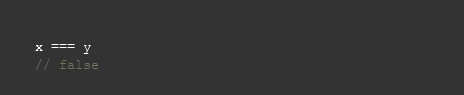 x === y
// false